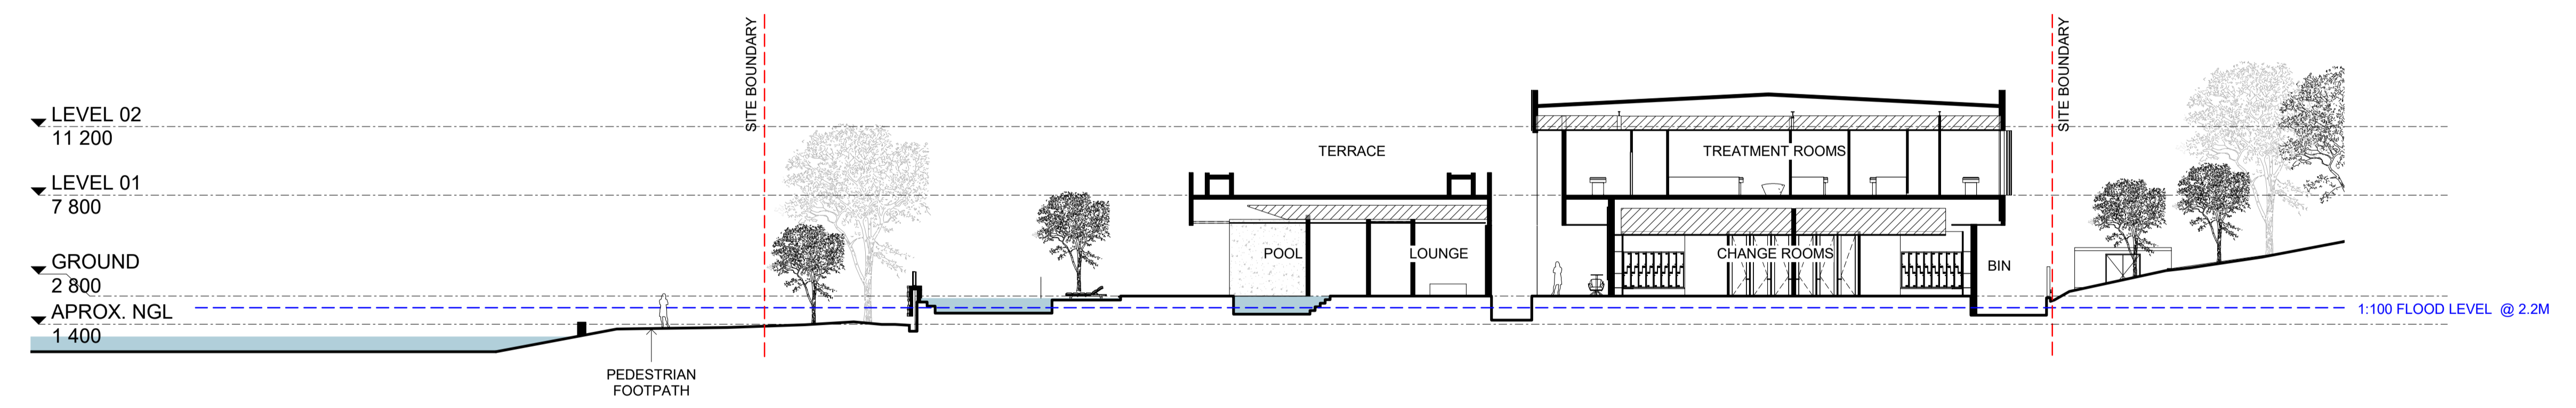 SITE BOUNDARY
SITE BOUNDARY
LEVEL 02
11 200
TERRACE
TREATMENT ROOMS
LEVEL 01
7 800
POOL
LOUNGE
CHANGE ROOMS
BIN
GROUND
2 800
APROX. NGL
1 400
1:100 FLOOD LEVEL @ 2.2M
PEDESTRIAN
FOOTPATH